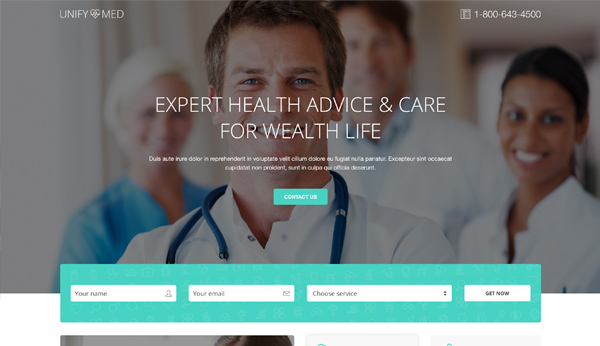 UNIFY MED
1-800-643-4500
EXPERT HEALTH ADVICE & CARE
FOR WEALTH LIFE
Duis aute irure dolor in reprehenderit in voluptate velit cillum dolore eu fugiat nulla pariatur. Excepteur sint occaecat
cupidatat non proident, sunt in culpa qui officia deserunt.
CONTACT US
Your name
Your email
Choose service
GET NOW